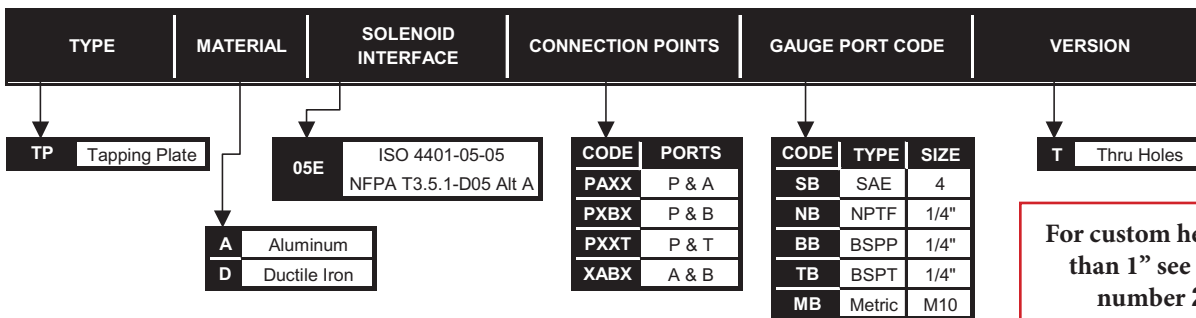 TYPE MATERIAL SOLENOID INTERFACE CONNECTION POINTS GAUGE PORT CODE VERSION
TP Tapping Plate
A Aluminum
D Ductile Iron
05E ISO 4401-05-05
NFPA T3.5.1-D05 Alt A
CODE PORTS
PAXX P & A
PXBX P & B
PXXT P & T
XABX A & B
CODE TYPE SIZE
SB SAE 4
NB NPTF 1/4"
BB BSPP 1/4"
TB BSPT 1/4"
MB Metric M10
T Thru Holes
For custom he
than 1” see
number 2